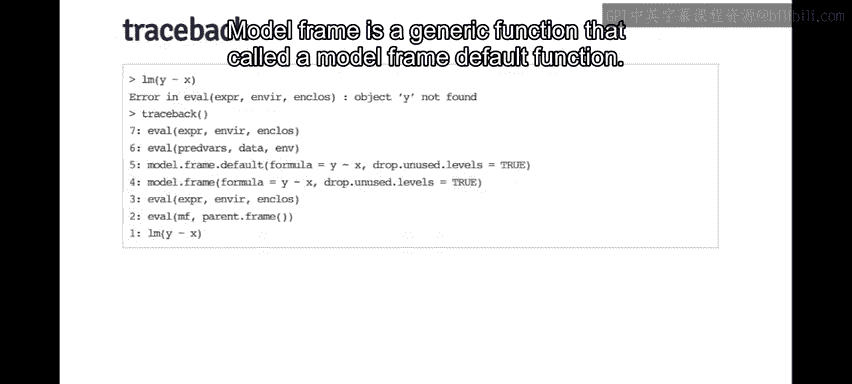 traceback
Model frame is a generic function that
called a model frame default function.
> lm(y ~ x)
Error in eval(expr, envir, enclos) : object ’y’ not found
> traceback()
7: eval(expr, envir, enclos)
6: eval(predvars, data, env)
5: model.frame.default(formula = y ~ x, drop.unused.levels = TRUE)
4: model.frame(formula = y ~ x, drop.unused.levels = TRUE)
3: eval(expr, envir, enclos)
2: eval(mf, parent.frame())
1: lm(y ~ x)